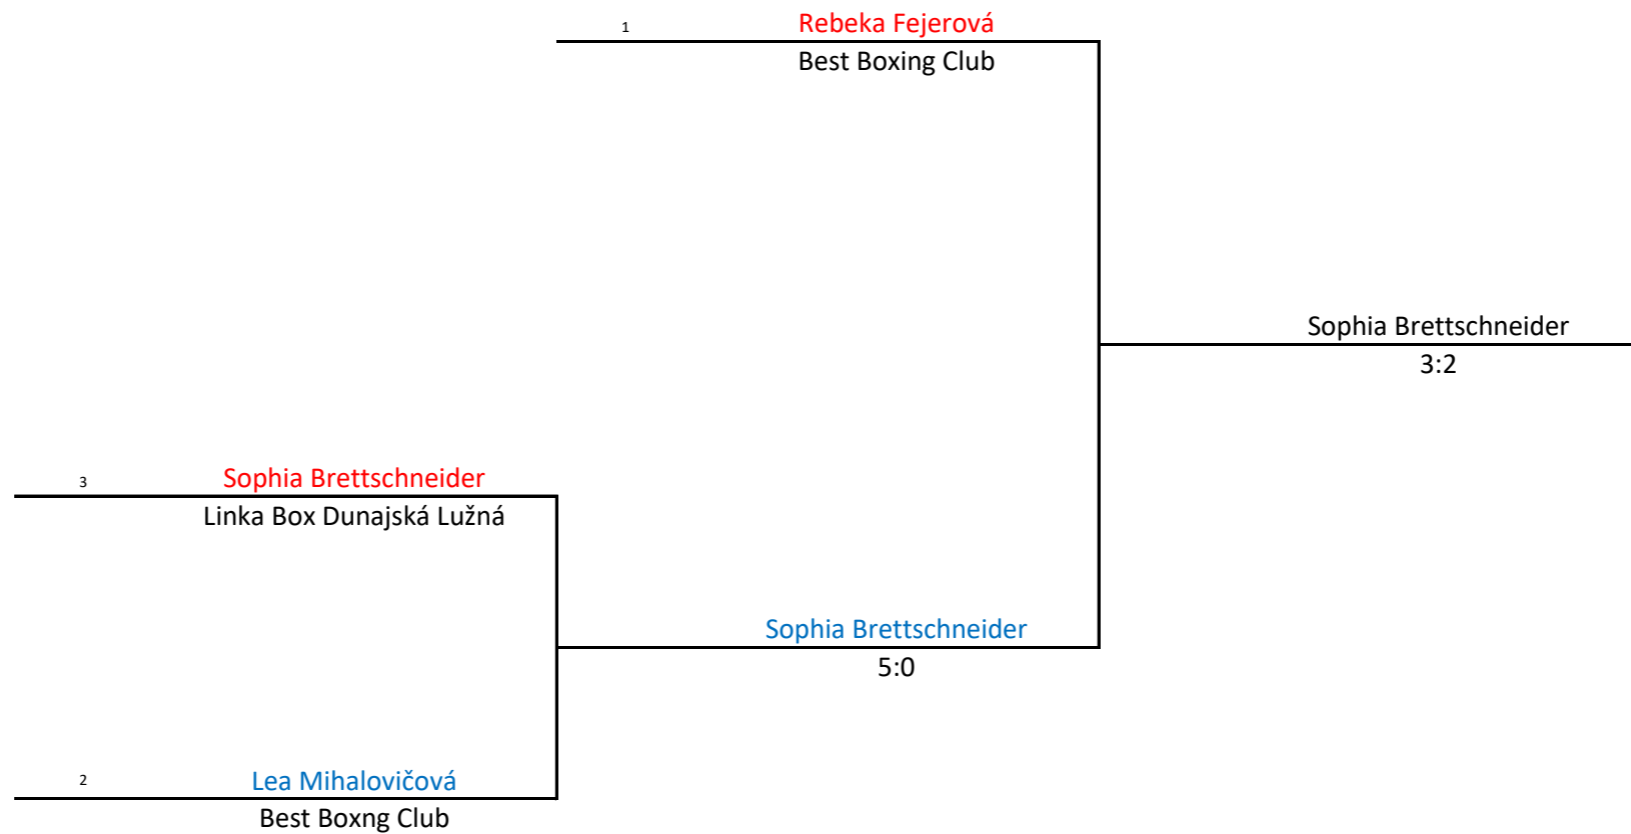 1 Rebeka Fejerová
Best Boxing Club
Sophia Brettschneider
3:2
3 Sophia Brettschneider
Linka Box Dunajská Lužná
Sophia Brettschneider
5:0
2 Lea Mihalovičová
Best Boxng Club